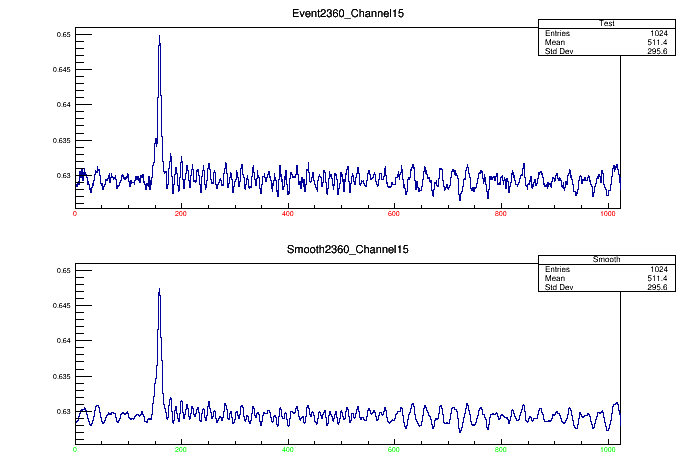 Event2360_Channel15
Test
Entries 1024
Mean 511.4
Std Dev 295.6
0.65
0.645
0.64
0.635
0.63
0 200 400 600 800 1000
Smooth2360_Channel15
Smooth
Entries 1024
Mean 511.4
Std Dev 295.6
0.65
0.645
0.64
0.635
0.63
0 200 400 600 800 1000